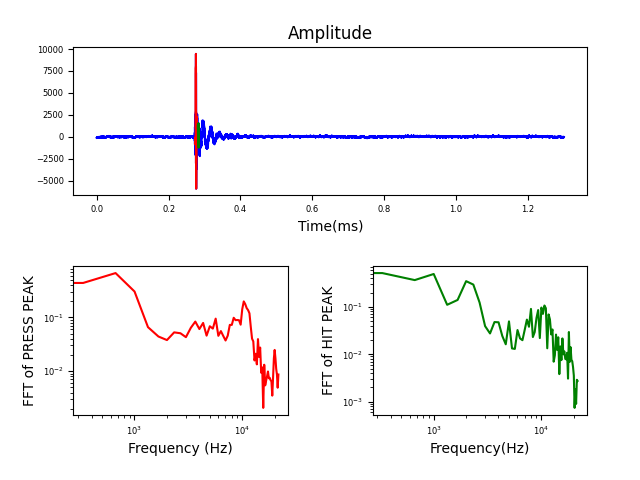 Amplitude
10000
7500
5000
2500
0
−2500
−5000
0.0 0.2 0.4 0.6 0.8 1.0 1.2
Time(ms)
FFT of PRESS PEAK
10⁻¹
10⁻²
10³ 10⁴
Frequency (Hz)
FFT of HIT PEAK
10⁻¹
10⁻²
10⁻³
10³ 10⁴
Frequency(Hz)